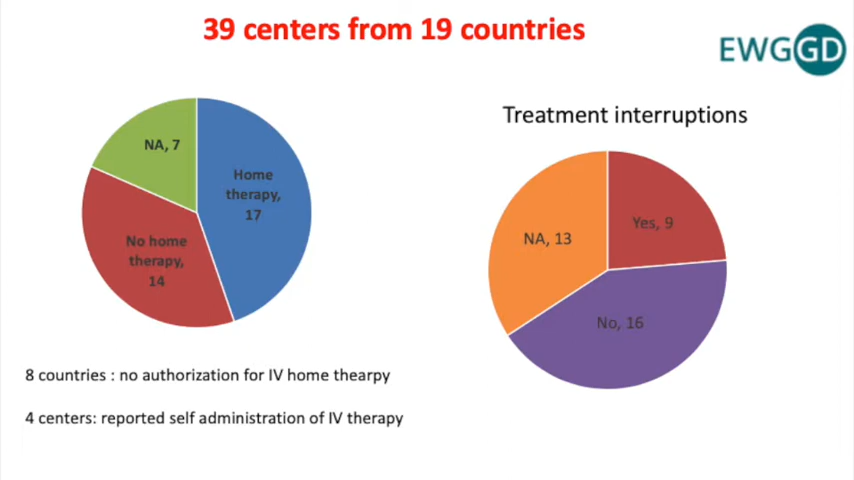 39 centers from 19 countries
EWGGD
NA, 7
Home
therapy,
17
No home
therapy,
14
Treatment interruptions
Yes, 9
NA, 13
No, 16
8 countries : no authorization for IV home thearpy
4 centers: reported self administration of IV therapy